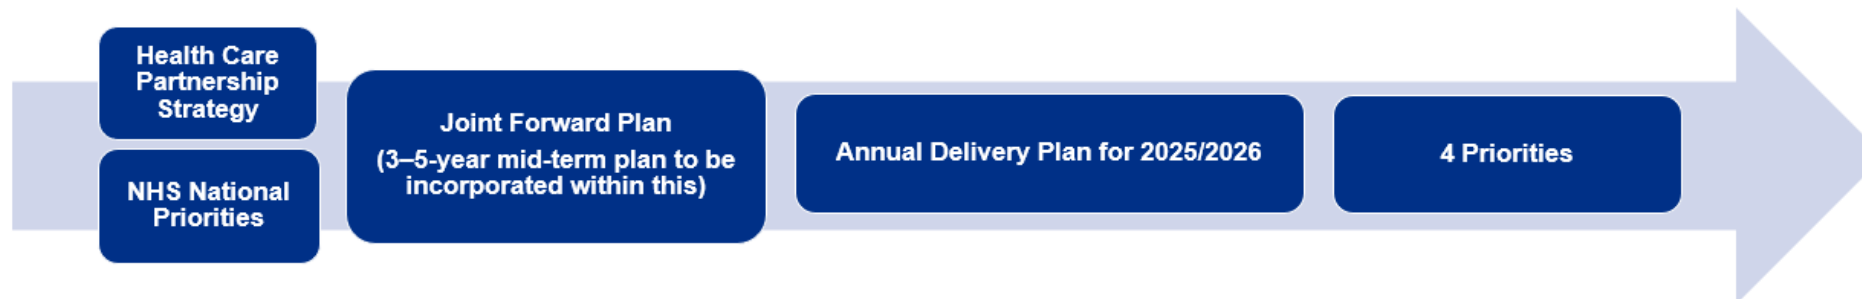 Health Care
Partnership
Strategy
NHS National
Priorities
Joint Forward Plan
(3–5-year mid-term plan to be
incorporated within this)
Annual Delivery Plan for 2025/2026
4 Priorities